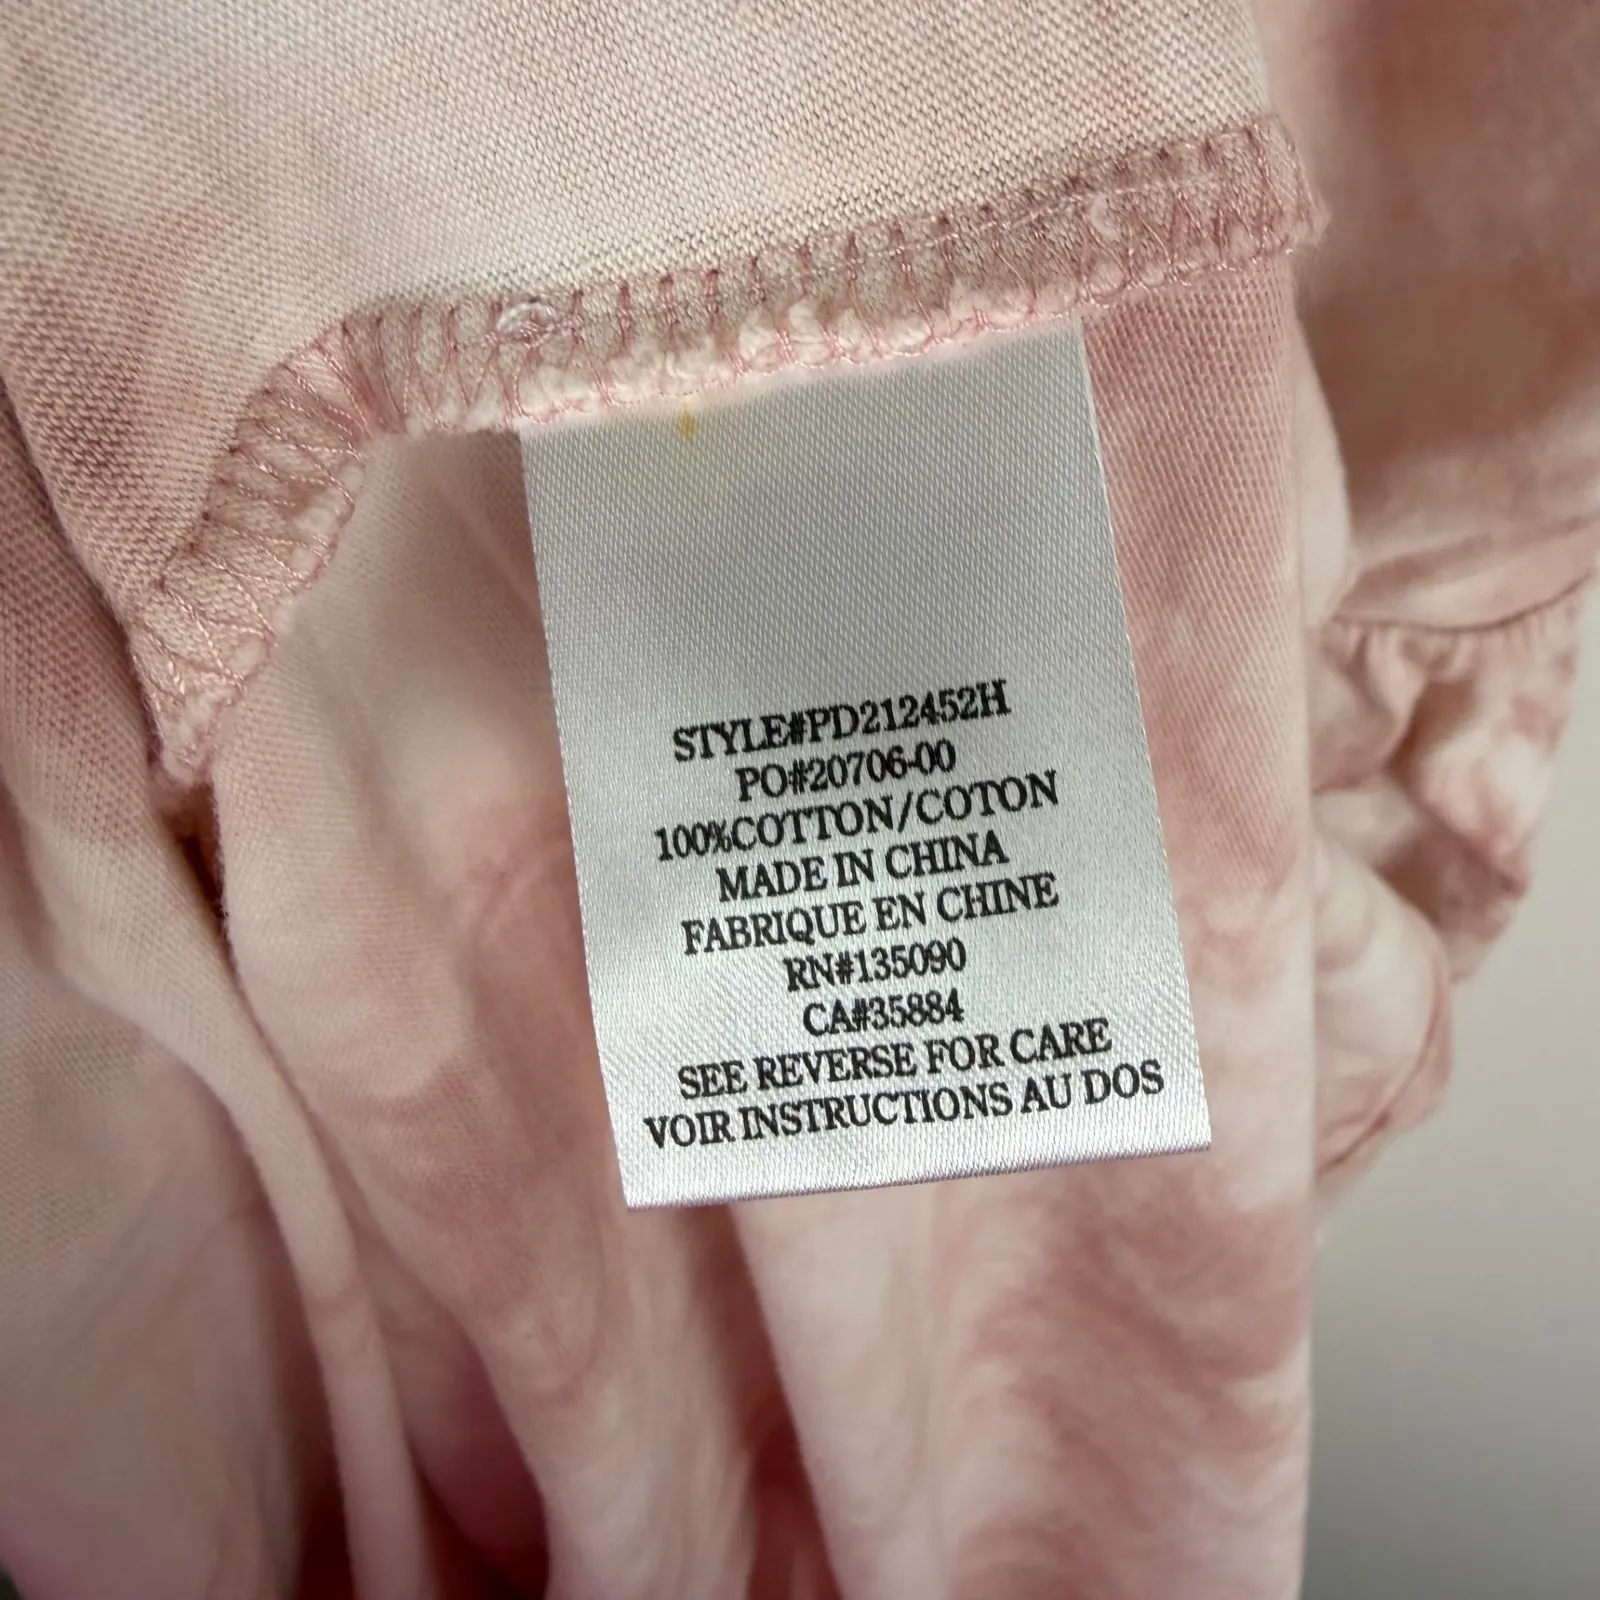 STYLE#PD212452H
PO#20706-00
100%COTTON/COTON
MADE IN CHINA
FABRIQUE EN CHINE
RN#135090
CA#35884
SEE REVERSE FOR CARE
VOIR INSTRUCTIONS AU DOS